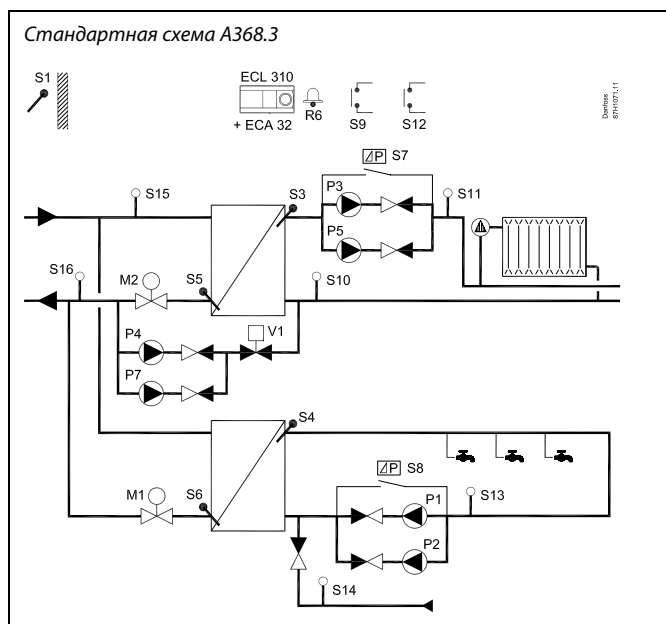 Стандартная схема A368.3
S1
ECL 310
+ ECA 32
R6
S9
S12
Danfoss
87H1071.11
⊿P S7
S15
S3
P3
S11
P5
S16
M2
S5
S10
P4
V1
P7
S4
⊿P S8
M1
S6
P1
S13
P2
S14